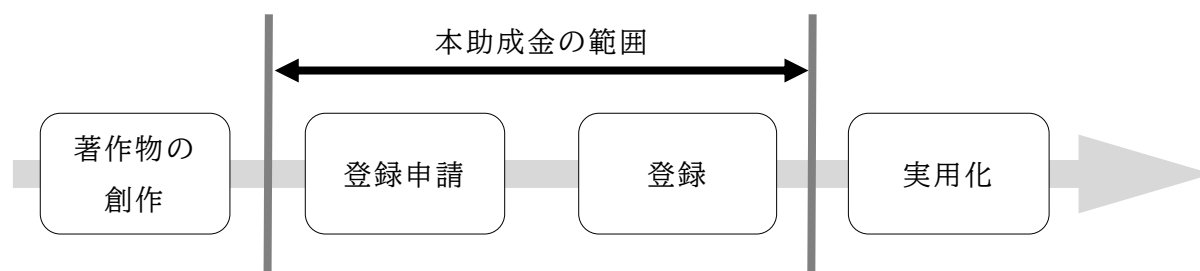 本助成金の範囲
著作物の
創作
登録申請
登録
実用化